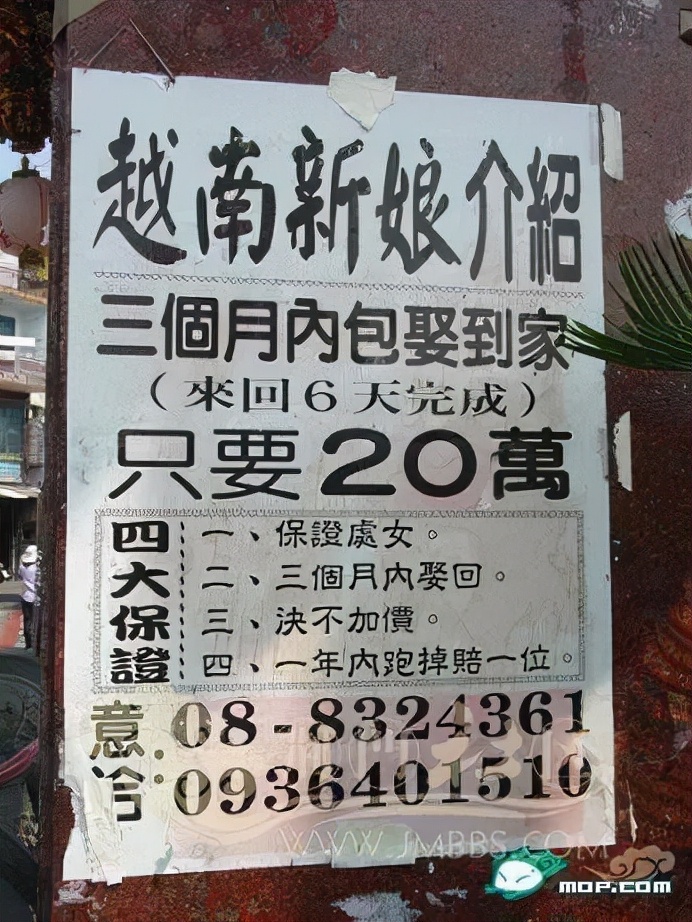 越南新娘介紹
三個月內包娶到家
(來回6天完成)
只要20萬
四大保證
一、保證處女。
二、三個月內娶回。
三、決不加價。
四、一年內跑掉賠一位。
意洽:
08-8324361
0936401510
WWW.JMBBS.COM
MOP.COM